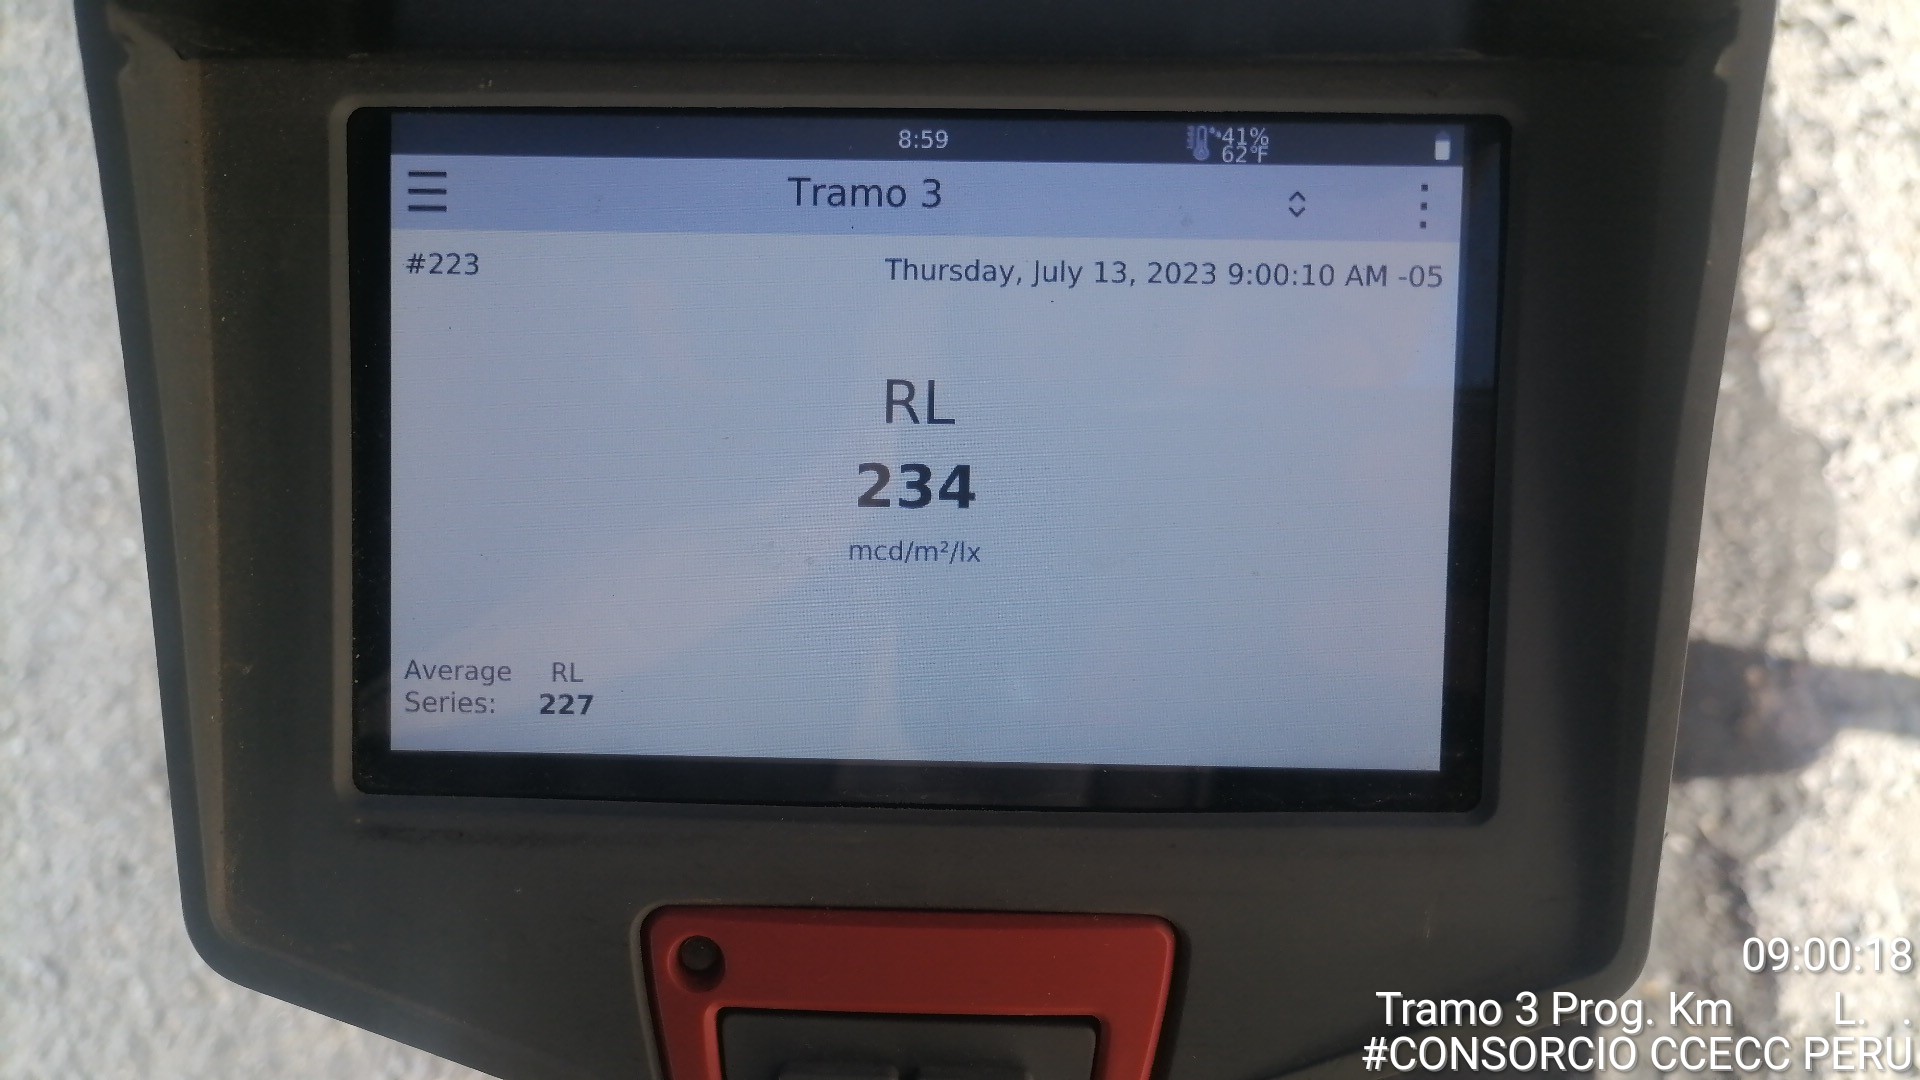 8:59
41%
62°F
Tramo 3
#223
Thursday, July 13, 2023 9:00:10 AM -05
RL
234
mcd/m²/lx
Average RL
Series: 227
09:00:18
Tramo 3 Prog. Km L. .
#CONSORCIO CCECC PERU